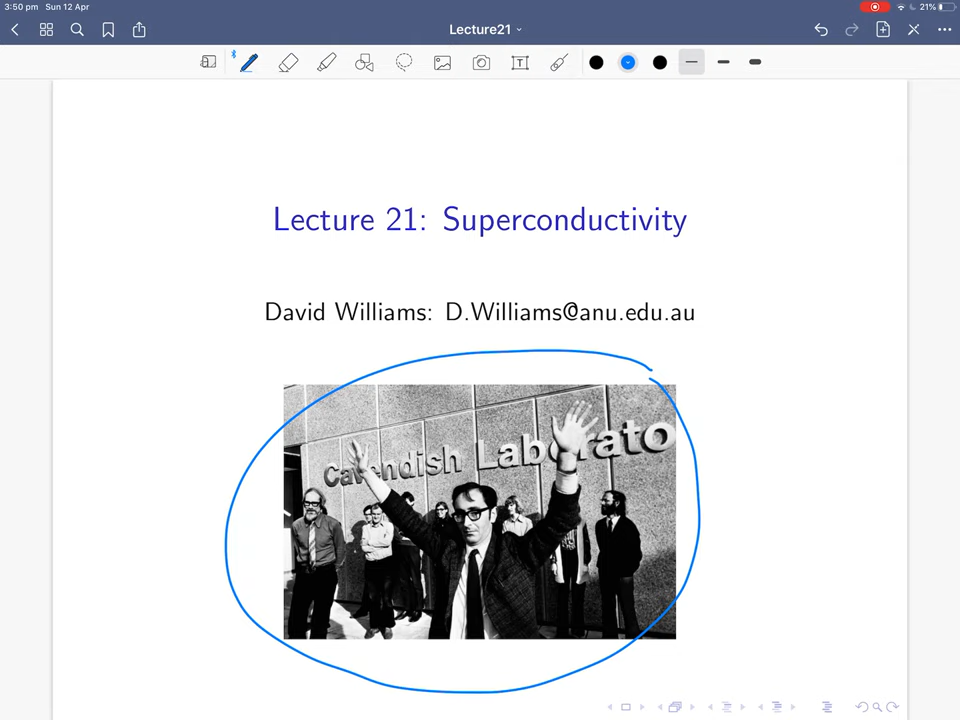 3:50 pm Sun 12 Apr
21%
Lecture21
T
Lecture 21: Superconductivity
David Williams: D.Williams@anu.edu.au
Cavendish Laborato